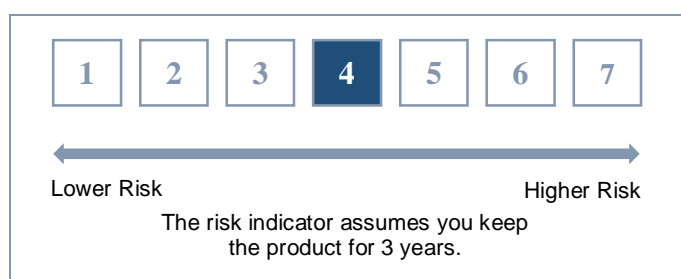 1 2 3 4 5 6 7
Lower Risk Higher Risk
The risk indicator assumes you keep
the product for 3 years.